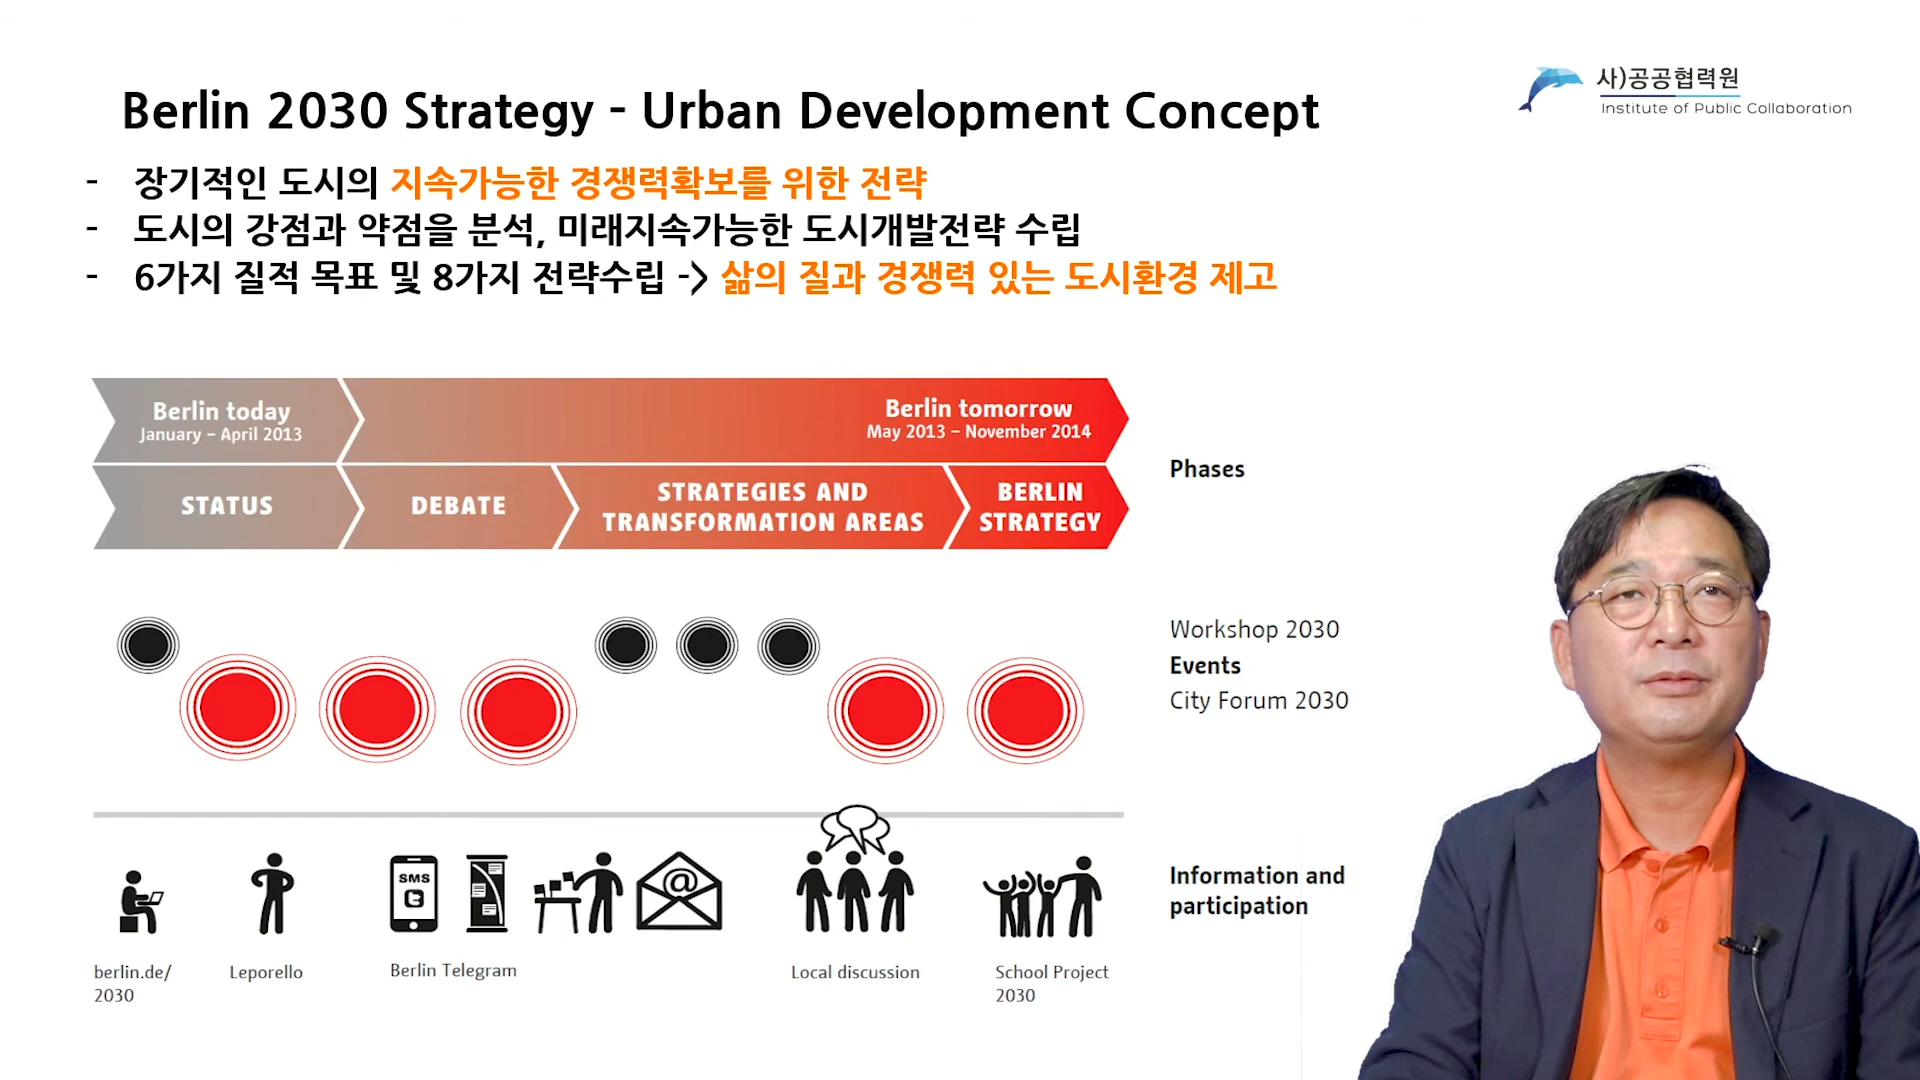 사)공공협력원
Institute of Public Collaboration
Berlin 2030 Strategy - Urban Development Concept
- 장기적인 도시의 지속가능한 경쟁력확보를 위한 전략
- 도시의 강점과 약점을 분석, 미래지속가능한 도시개발전략 수립
- 6가지 질적 목표 및 8가지 전략수립 -> 삶의 질과 경쟁력 있는 도시환경 제고
Berlin today
January – April 2013
Berlin tomorrow
May 2013 – November 2014
Phases
STATUS
DEBATE
STRATEGIES AND
TRANSFORMATION AREAS
BERLIN
STRATEGY
Workshop 2030
Events
City Forum 2030
SMS
@
Information and
participation
berlin.de/
2030
Leporello
Berlin Telegram
Local discussion
School Project
2030